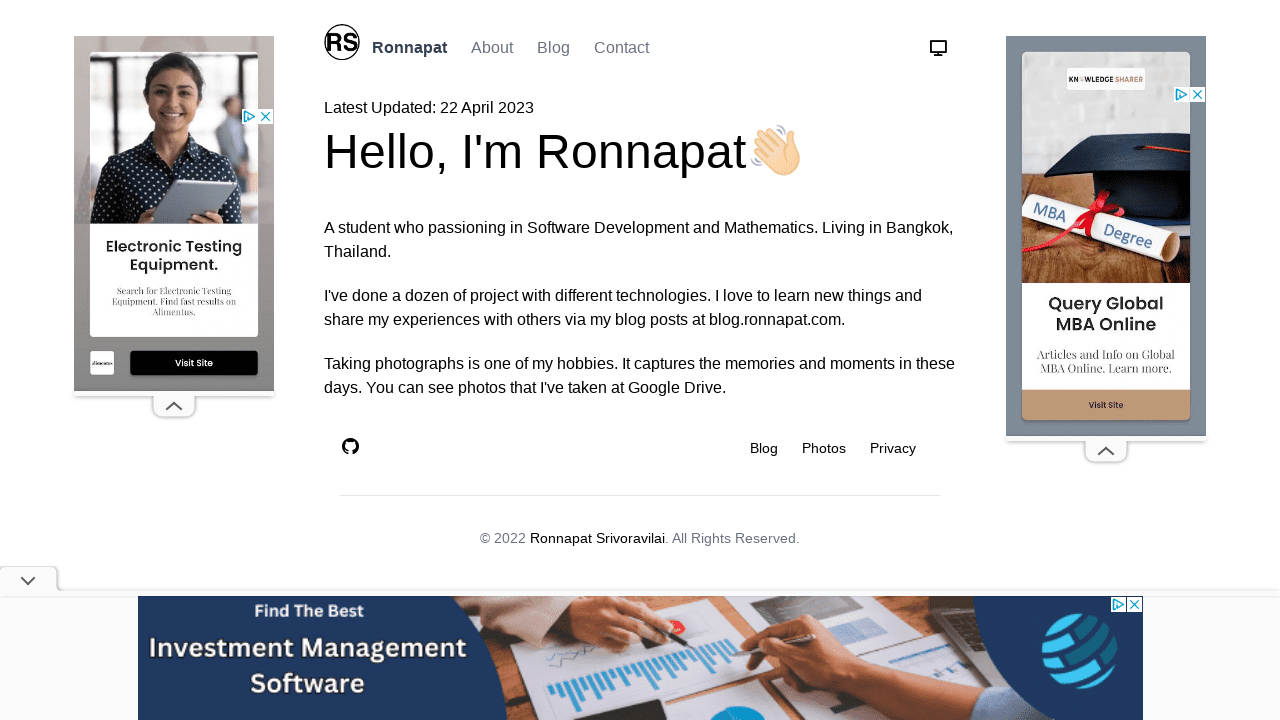 RS
Ronnapat
About
Blog
Contact
Latest Updated: 22 April 2023
Hello, I'm Ronnapat👋🏻
A student who passioning in Software Development and Mathematics. Living in Bangkok,
Thailand.
I've done a dozen of project with different technologies. I love to learn new things and
share my experiences with others via my blog posts at blog.ronnapat.com.
Taking photographs is one of my hobbies. It captures the memories and moments in these
days. You can see photos that I've taken at Google Drive.
Blog
Photos
Privacy
© 2022 Ronnapat Srivoravilai. All Rights Reserved.
Electronic Testing
Equipment.
Search for Electronic Testing
Equipment. Find fast results on
Alimentus.
alimentus
Visit Site
KNOWLEDGE SHARER
MBA
Degree
Query Global
MBA Online
Articles and Info on Global
MBA Online. Learn more.
Visit Site
Find The Best
Investment Management
Software